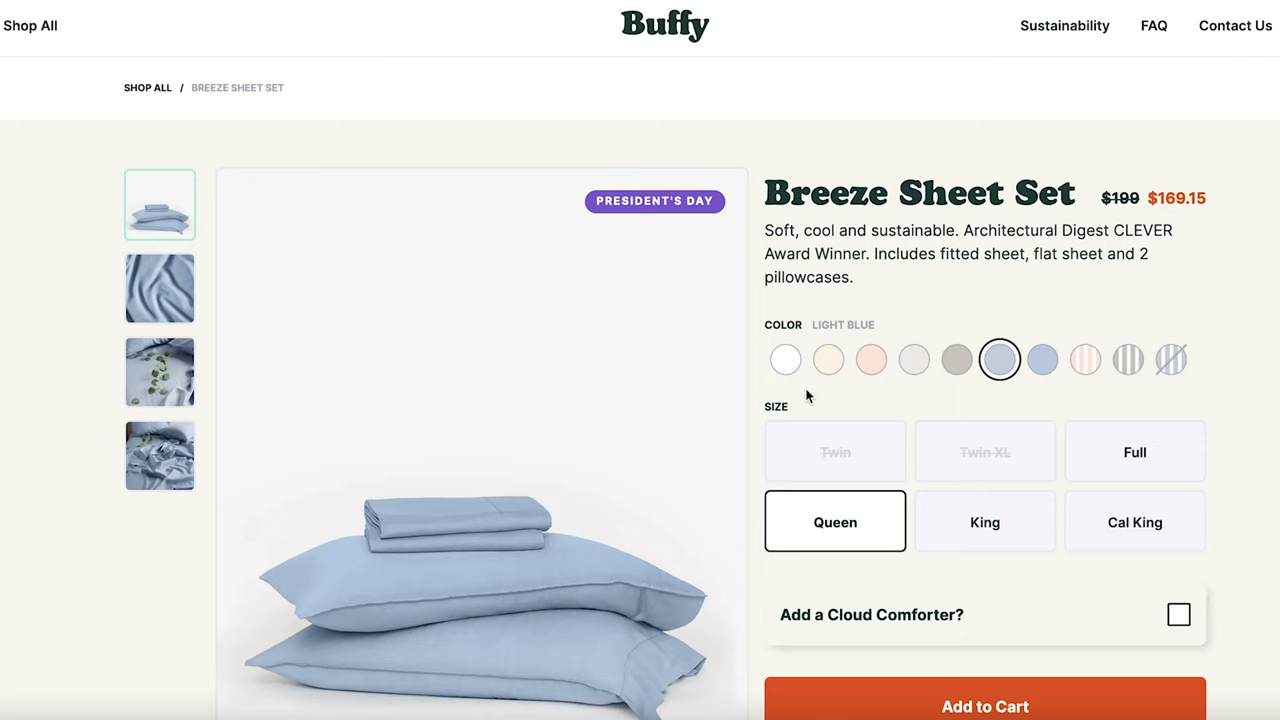 Shop All
Buffy
Sustainability
FAQ
Contact Us
SHOP ALL / BREEZE SHEET SET
PRESIDENT'S DAY
Breeze Sheet Set
$199 $169.15
Soft, cool and sustainable. Architectural Digest CLEVER
Award Winner. Includes fitted sheet, flat sheet and 2
pillowcases.
COLOR LIGHT BLUE
SIZE
Twin
Twin XL
Full
Queen
King
Cal King
Add a Cloud Comforter?
Add to Cart